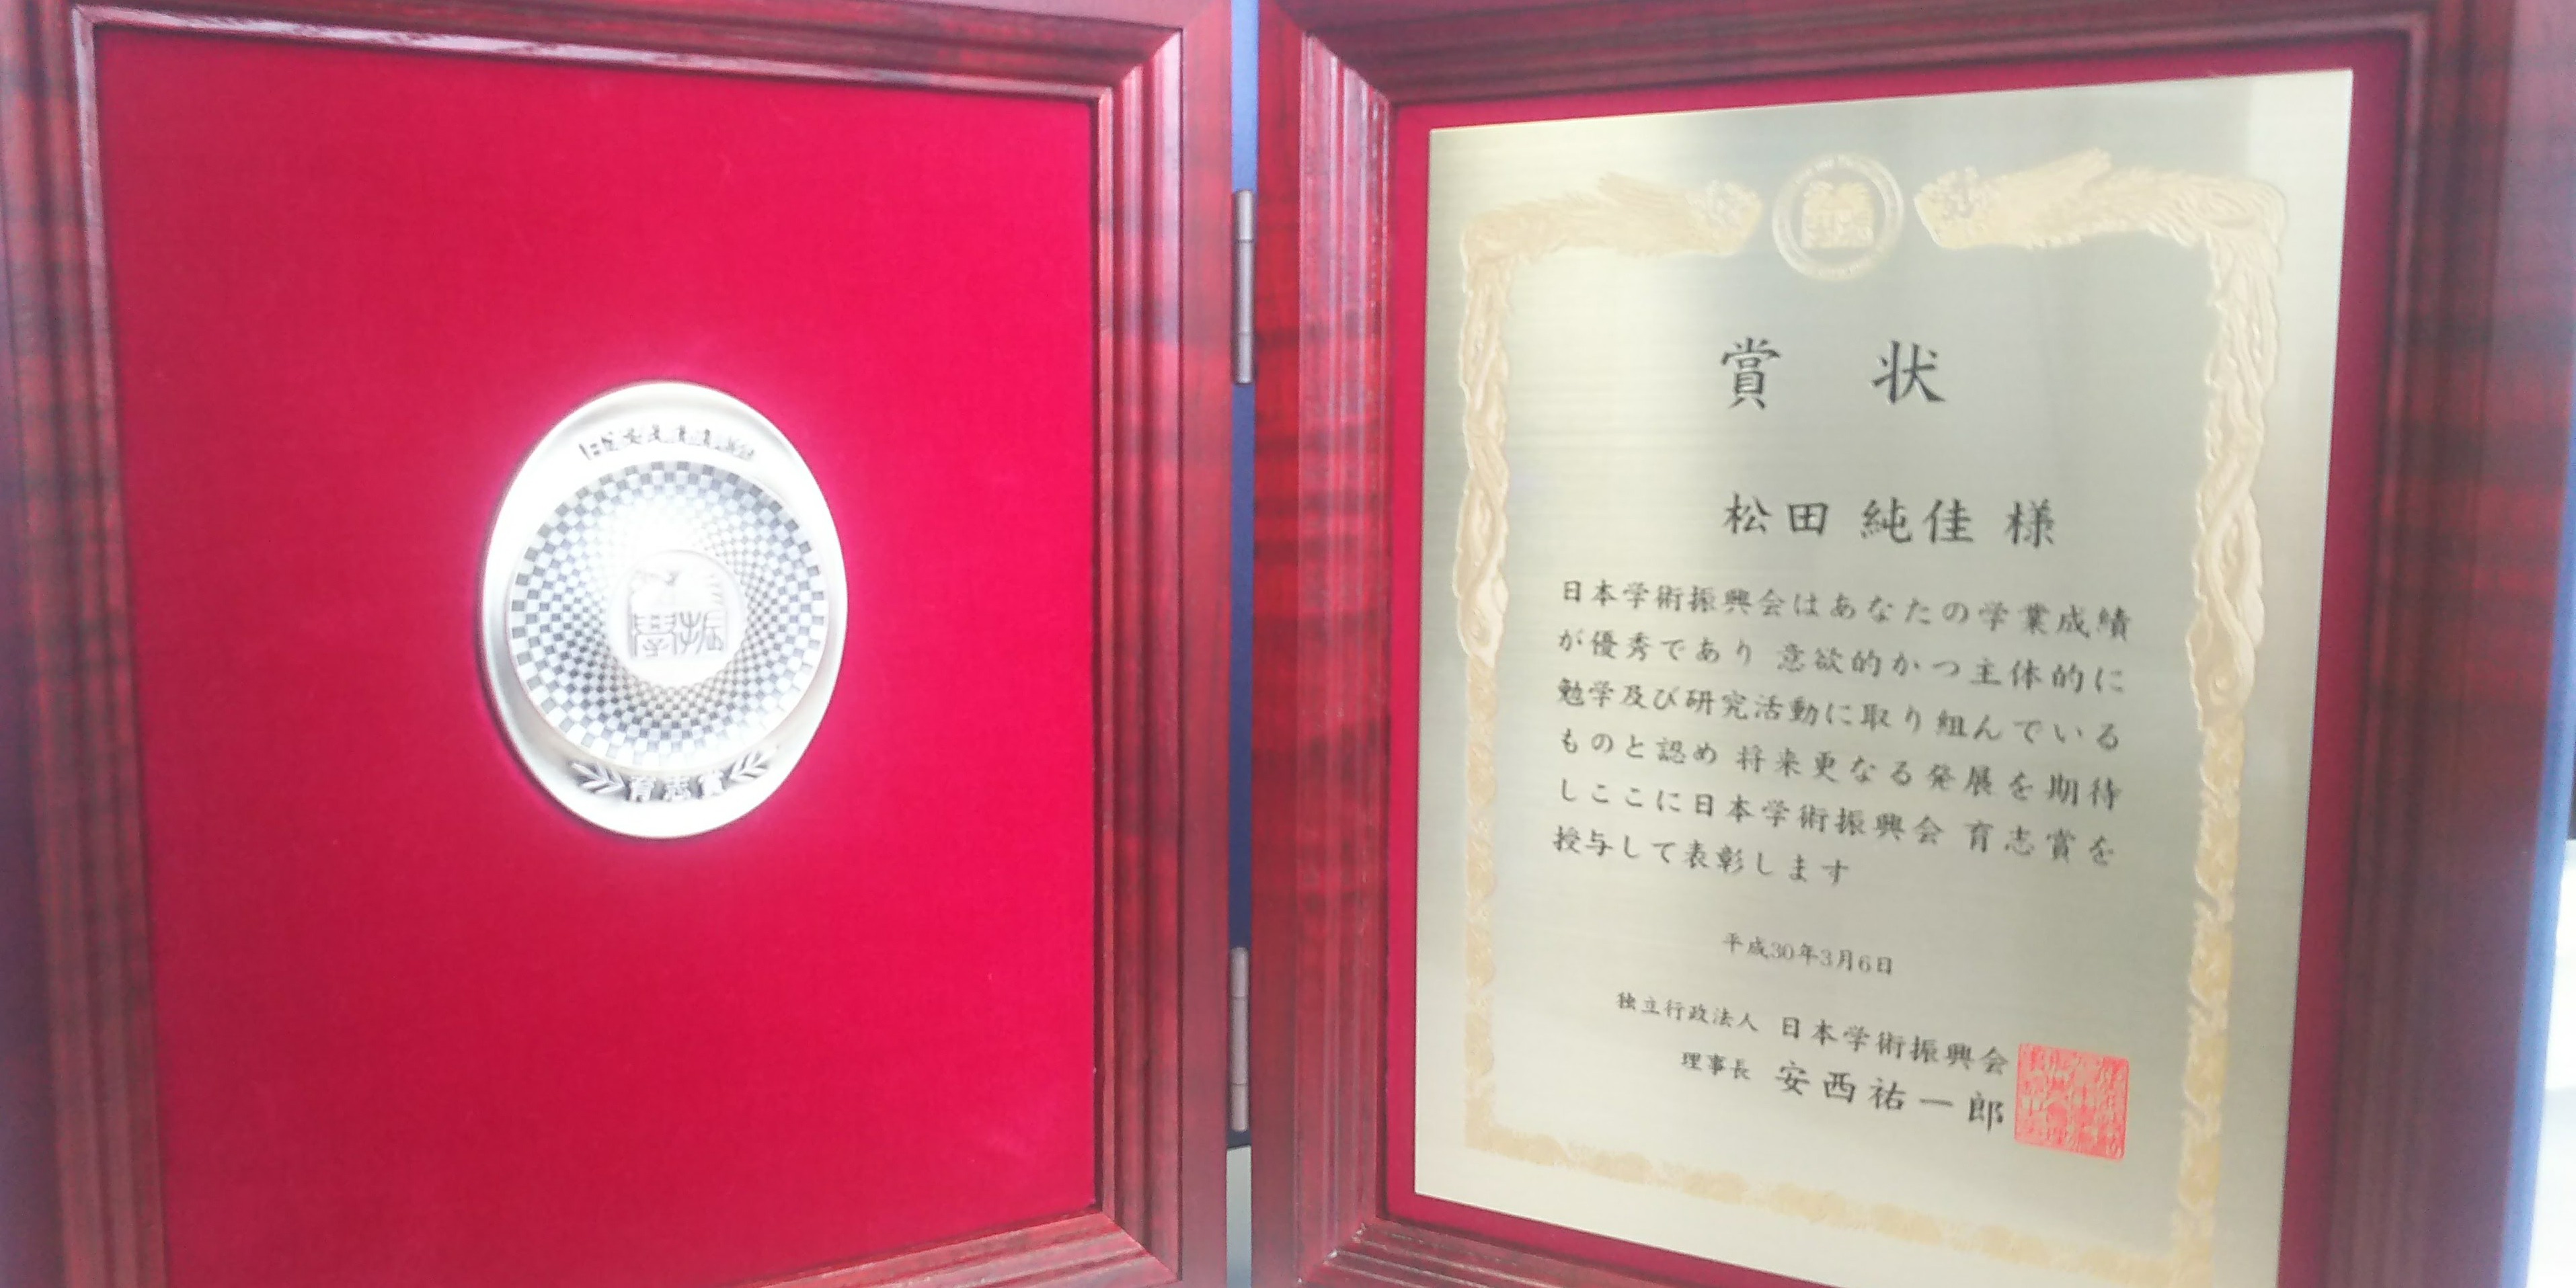 育志賞
學振
賞 状
松田 純佳 様
日本学術振興会はあなたの学業成績
が優秀であり 意欲的かつ主体的に
勉学及び研究活動に取り組んでいる
ものと認め 将来更なる発展を期待
しここに日本学術振興会 育志賞を
授与して表彰します
平成30年3月6日
独立行政法人 日本学術振興会
理事長 安西祐一郎